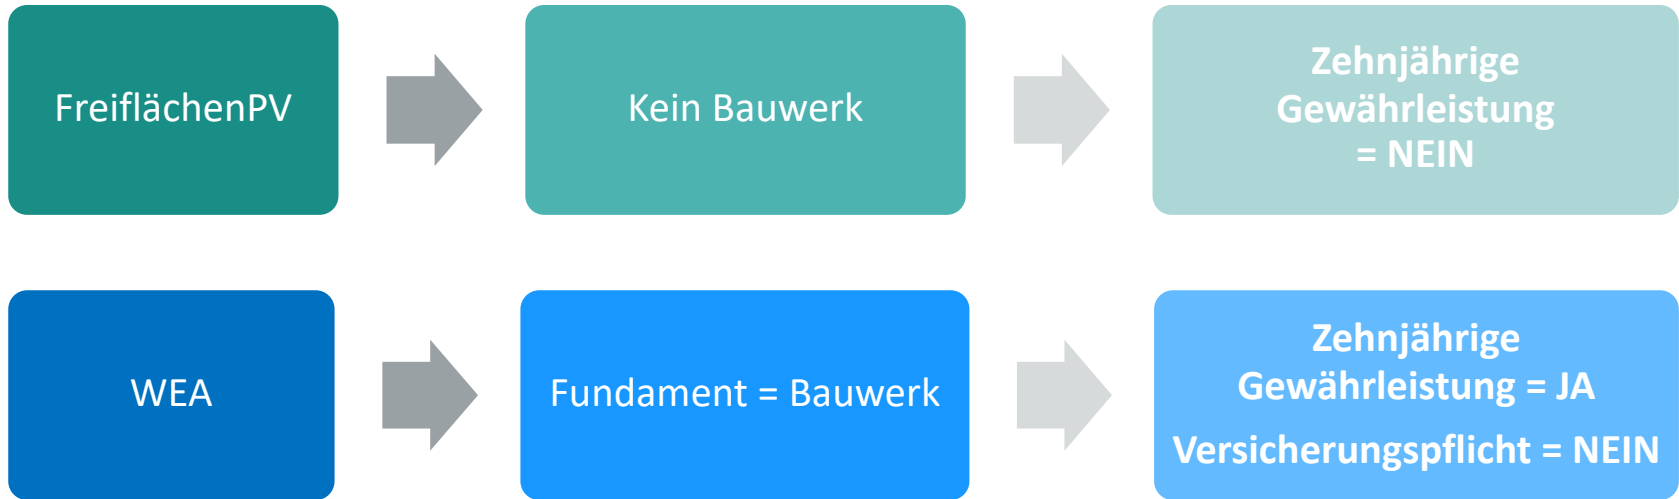 FreiflächenPV
Kein Bauwerk
Zehnjährige
Gewährleistung
= NEIN
WEA
Fundament = Bauwerk
Zehnjährige
Gewährleistung = JA
Versicherungspflicht = NEIN